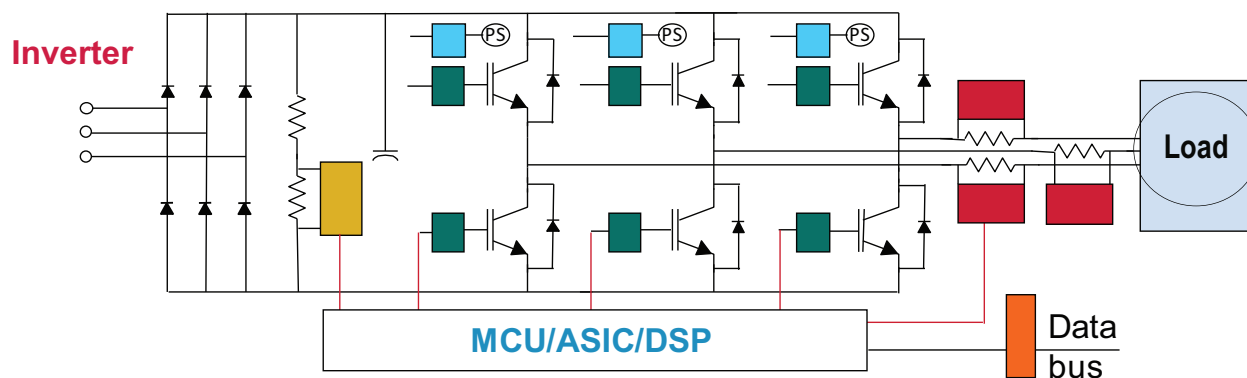 Inverter
PS
PS
PS
Load
MCU/ASIC/DSP
Data
bus